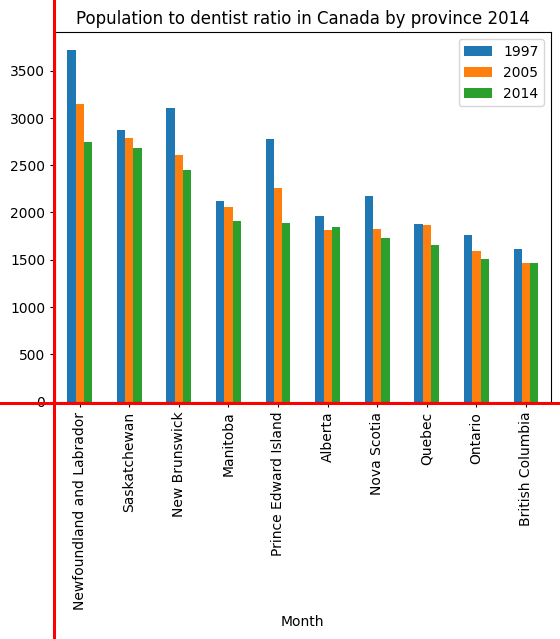 Population to dentist ratio in Canada by province 2014
1997
2005
2014
3500
3000
2500
2000
1500
1000
500
0
Newfoundland and Labrador
Saskatchewan
New Brunswick
Manitoba
Prince Edward Island
Alberta
Nova Scotia
Quebec
Ontario
British Columbia
Month